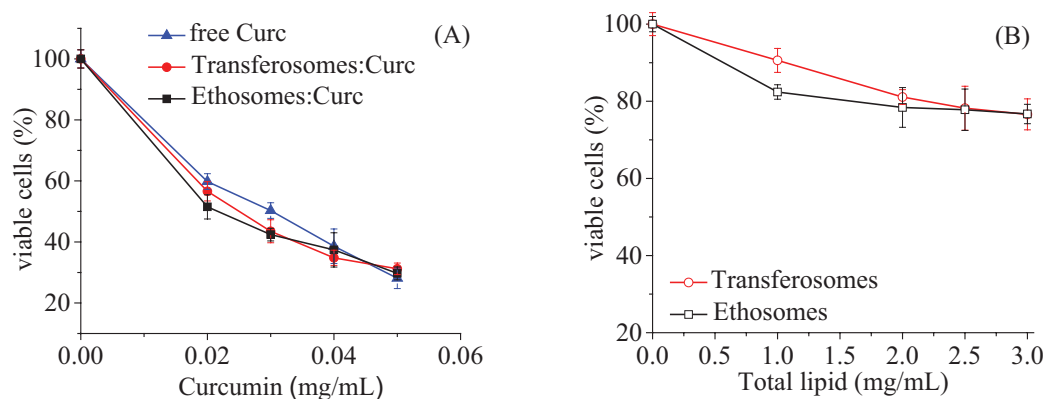 (A)
free Curc
Transferosomes:Curc
Ethosomes:Curc
viable cells (%)
100
80
60
40
20
0.00
0.02
0.04
0.06
Curcumin (mg/mL)
(B)
viable cells (%)
100
80
60
40
20
Transferosomes
Ethosomes
0.0
0.5
1.0
1.5
2.0
2.5
3.0
Total lipid (mg/mL)